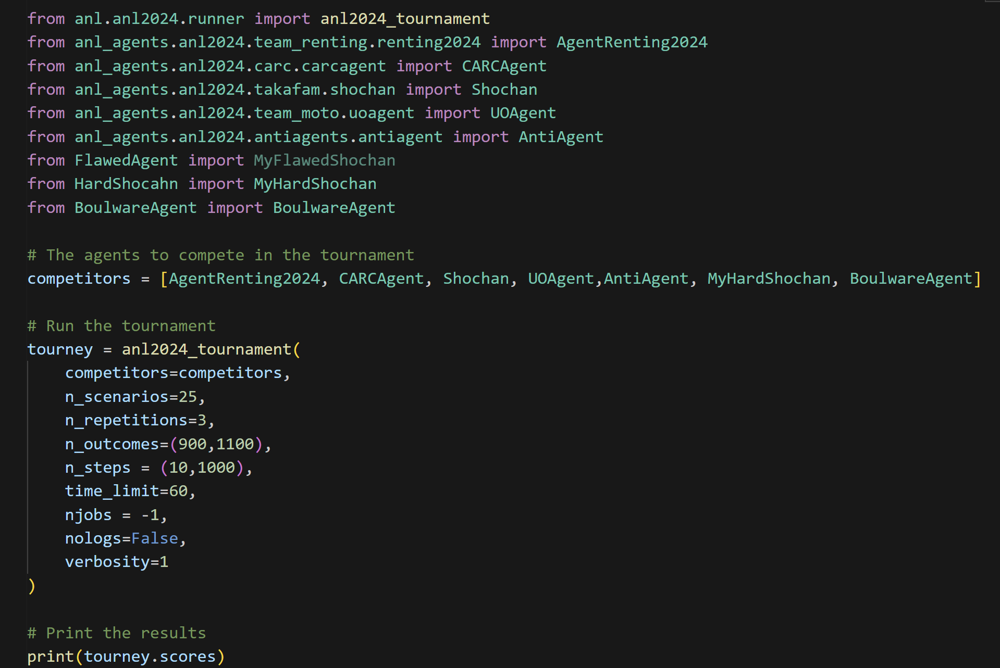 from anl.anl2024.runner import anl2024_tournament
from anl_agents.anl2024.team_renting.renting2024 import AgentRenting2024
from anl_agents.anl2024.carc.carcagent import CARCAgent
from anl_agents.anl2024.takafam.shochan import Shochan
from anl_agents.anl2024.team_moto.uoagent import UOAgent
from anl_agents.anl2024.antiagents.antiagent import AntiAgent
from FlawedAgent import MyFlawedShochan
from HardShocahn import MyHardShochan
from BoulwareAgent import BoulwareAgent

# The agents to compete in the tournament
competitors = [AgentRenting2024, CARCAgent, Shochan, UOAgent,AntiAgent, MyHardShochan, BoulwareAgent]

# Run the tournament
tourney = anl2024_tournament(
    competitors=competitors,
    n_scenarios=25,
    n_repetitions=3,
    n_outcomes=(900,1100),
    n_steps = (10,1000),
    time_limit=60,
    njobs = -1,
    nologs=False,
    verbosity=1
)

# Print the results
print(tourney.scores)